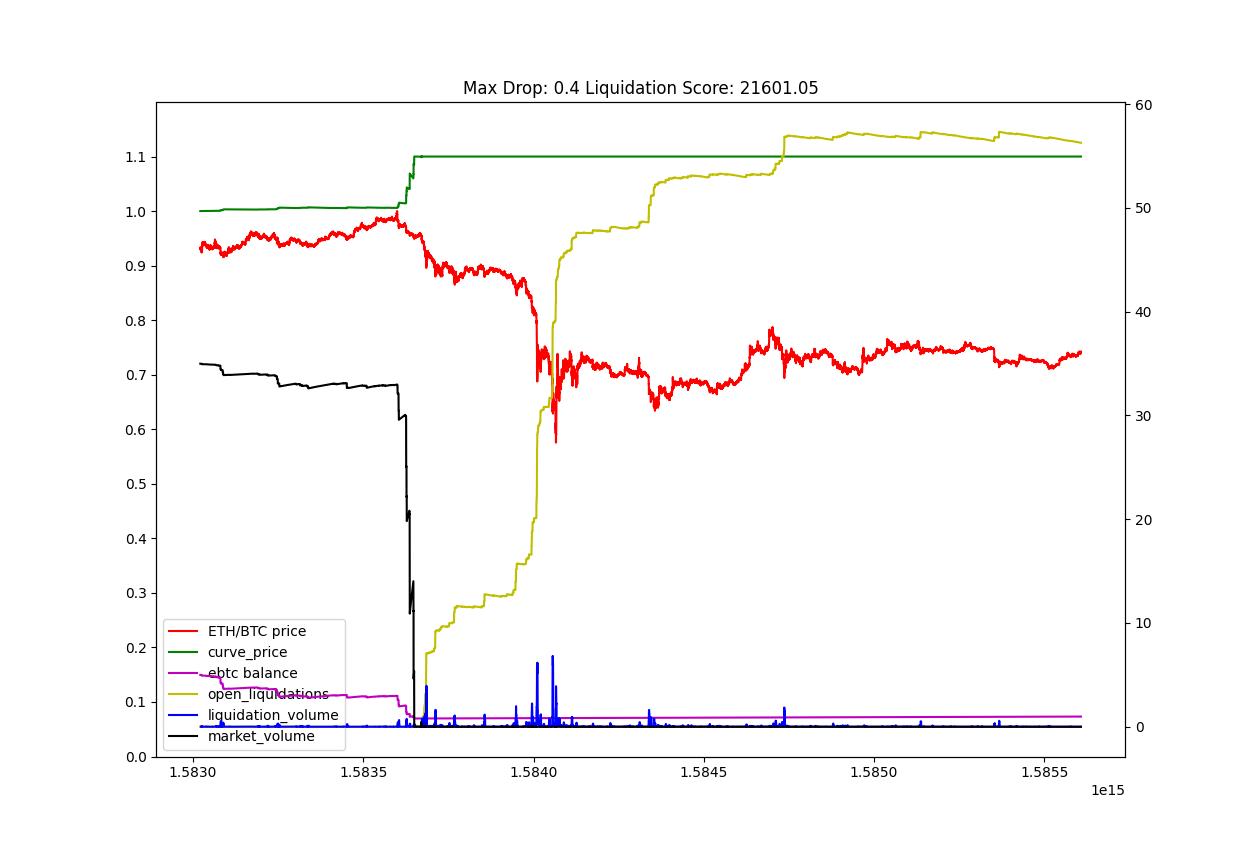 Max Drop: 0.4 Liquidation Score: 21601.05
1.1
1.0
0.9
0.8
0.7
0.6
0.5
0.4
0.3
0.2
0.1
0.0
60
50
40
30
20
10
0
ETH/BTC price
curve_price
ebtc balance
open_liquidations
liquidation_volume
market_volume
1.5830 1.5835 1.5840 1.5845 1.5850 1.5855
1e15